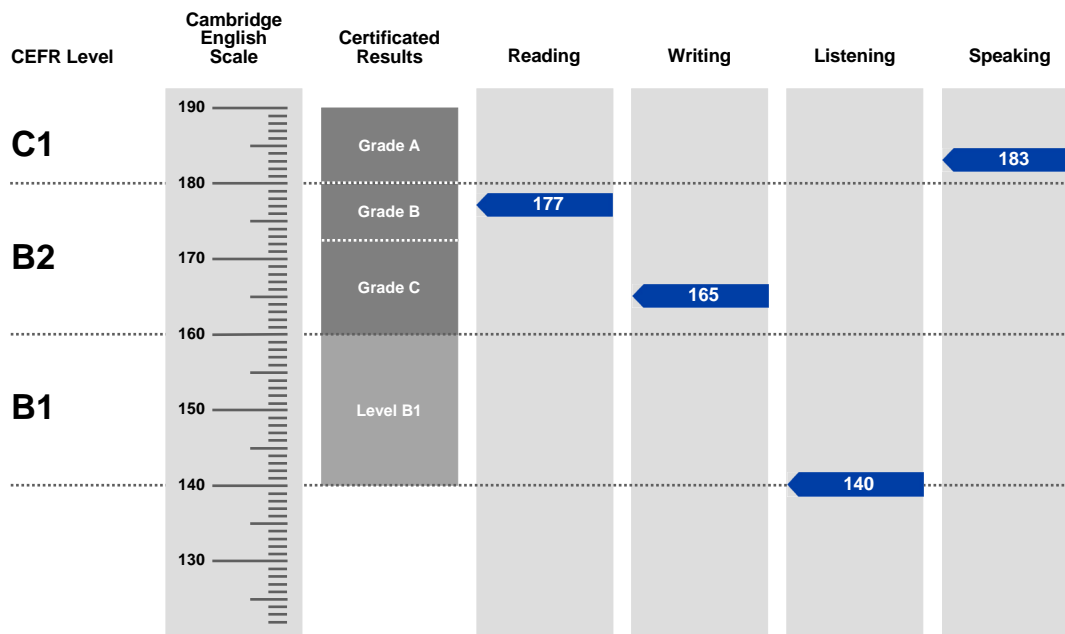 CEFR Level
Cambridge
English
Scale
Certificated
Results
Reading
Writing
Listening
Speaking
190
C1
Grade A
183
180
177
Grade B
B2
170
Grade C
165
160
B1
150
Level B1
140
140
130